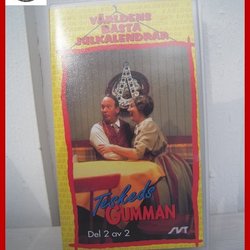 VÄRLDENS
BÄSTA
JULKALENDRAR
Teskeds
GUMMAN
Del 2 av 2
SVT